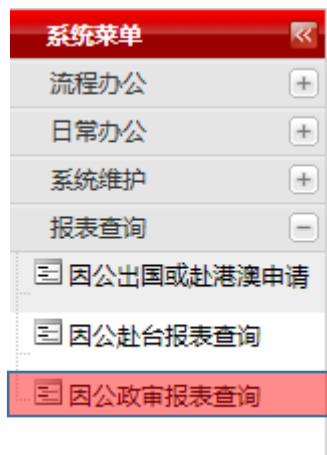 系统菜单
流程办公
日常办公
系统维护
报表查询
因公出国或赴港澳申请
因公赴台报表查询
因公政审报表查询